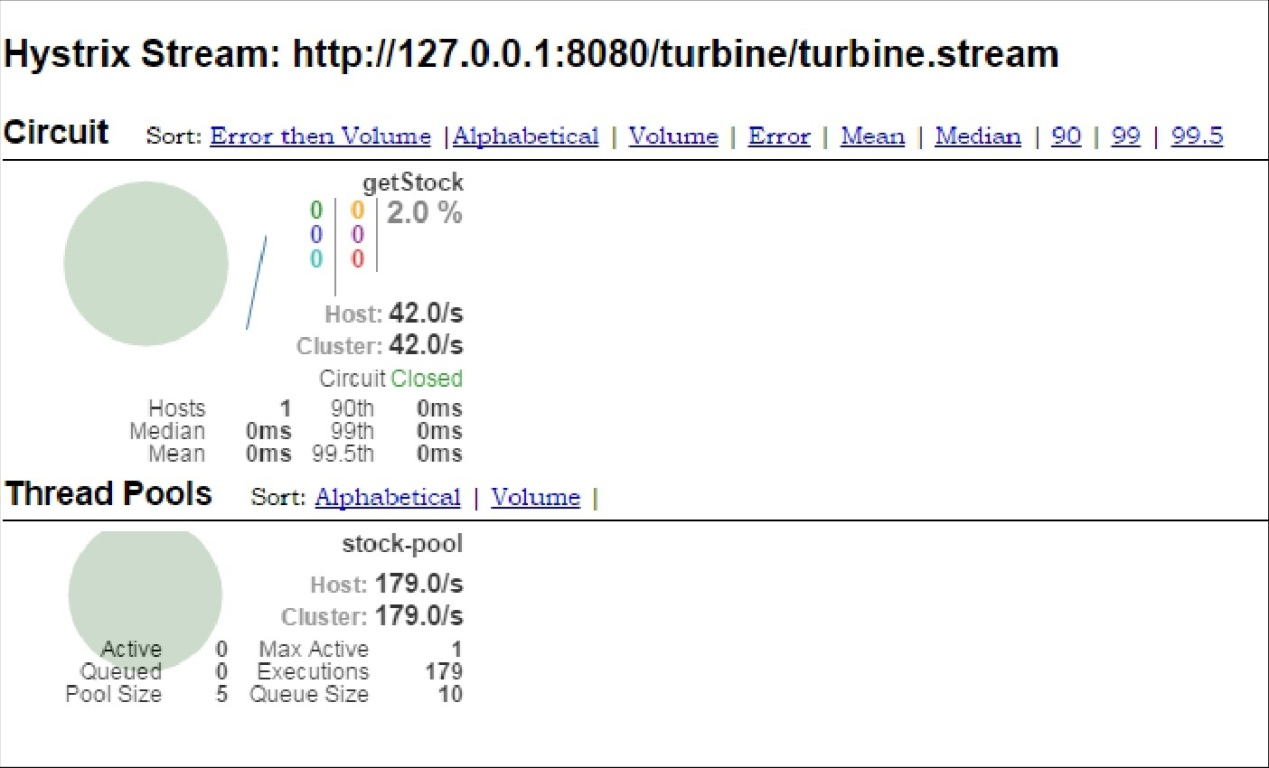 Hystrix Stream: http://127.0.0.1:8080/turbine/turbine.stream
Circuit Sort: Error then Volume |Alphabetical | Volume | Error | Mean | Median | 90 | 99 | 99.5
getStock
0 0 2.0 %
0 0
0 0
Host: 42.0/s
Cluster: 42.0/s
Circuit Closed
Hosts 1 90th 0ms
Median 0ms 99th 0ms
Mean 0ms 99.5th 0ms
Thread Pools Sort: Alphabetical | Volume |
stock-pool
Host: 179.0/s
Cluster: 179.0/s
Active 0 Max Active 1
Queued 0 Executions 179
Pool Size 5 Queue Size 10